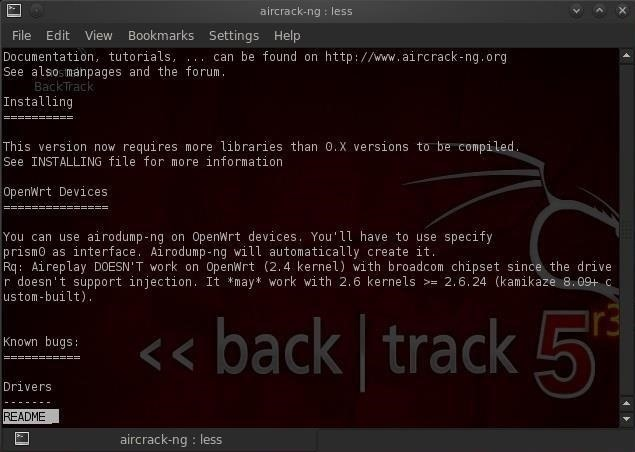 aircrack-ng : less
File Edit View Bookmarks Settings Help
Documentation, tutorials, ... can be found on http://www.aircrack-ng.org
See also manpages and the forum.
BackTrack
Installing
==========
This version now requires more libraries than 0.X versions to be compiled.
See INSTALLING file for more information
OpenWrt Devices
===============
You can use airodump-ng on OpenWrt devices. You'll have to use specify
prism0 as interface. Airodump-ng will automatically create it.
Rq: Aireplay DOESN'T work on OpenWrt (2.4 kernel) with broadcom chipset since the drive
r doesn't support injection. It *may* work with 2.6 kernels >= 2.6.24 (kamikaze 8.09+ c
ustom-built).
Known bugs:
===========
<< back | track 5 r3
Drivers
-------
README
aircrack-ng : less